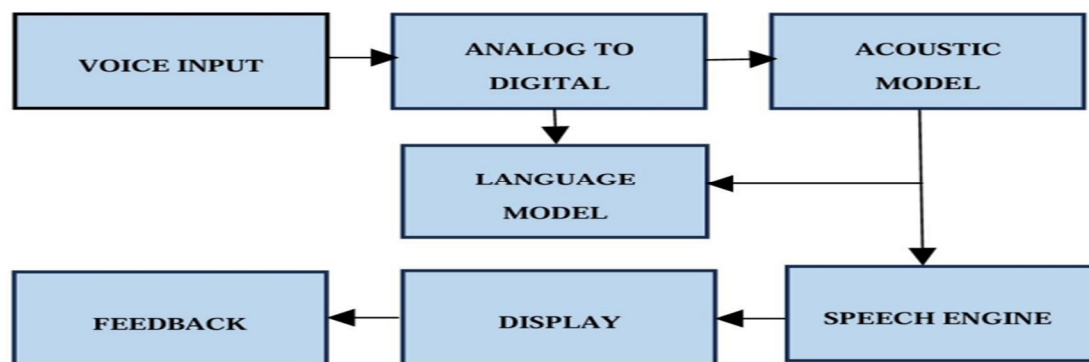 VOICE INPUT
ANALOG TO
DIGITAL
ACOUSTIC
MODEL
LANGUAGE
MODEL
FEEDBACK
DISPLAY
SPEECH ENGINE